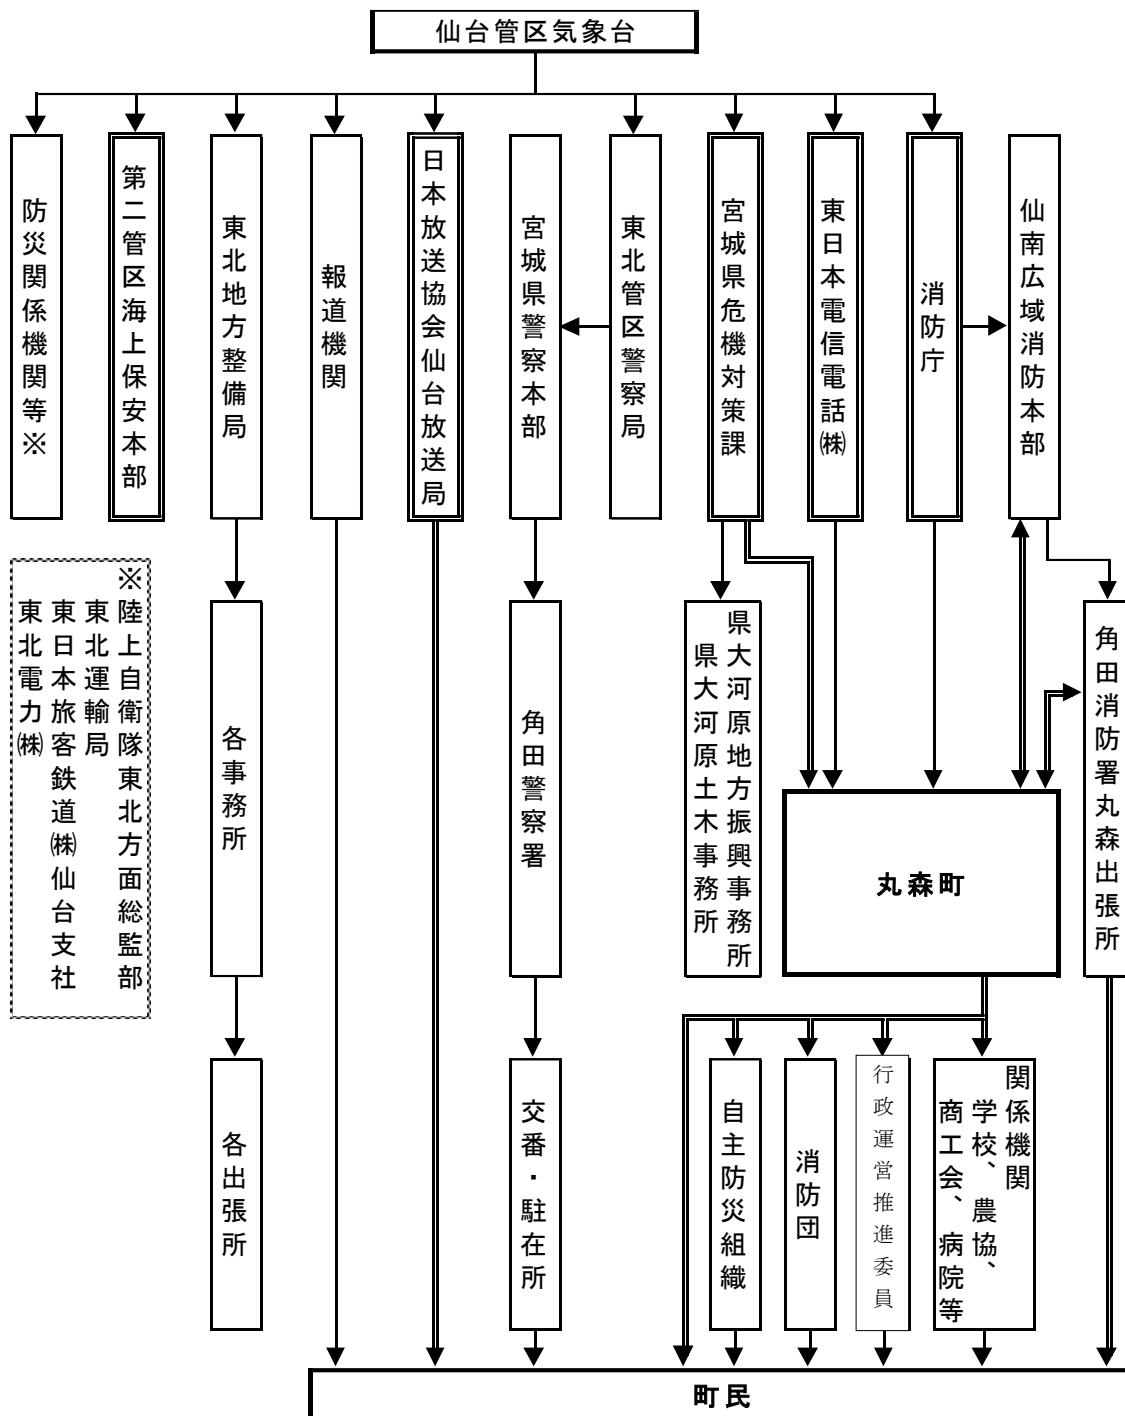 仙台管区気象台
防災関係機関等※
第二管区海上保安本部
東北地方整備局
報道機関
日本放送協会仙台放送局
宮城県警察本部
東北管区警察局
宮城県危機対策課
東日本電信電話㈱
消防庁
仙南広域消防本部
※陸上自衛隊東北方面総監部
東北運輸局
東日本旅客鉄道㈱仙台支社
東北電力㈱
各事務所
角田警察署
県大河原地方振興事務所
県大河原土木事務所
丸森町
角田消防署丸森出張所
各出張所
交番・駐在所
自主防災組織
消防団
行政運営推進委員
関係機関
学校、農協、
商工会、病院等
町民